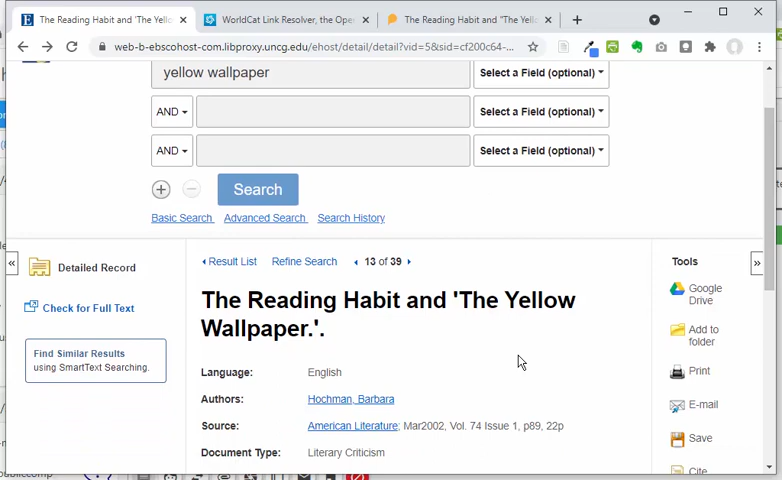 The Reading Habit and 'The Yello
WorldCat Link Resolver, the Ope
The Reading Habit and "The Yello
web-b-ebscohost-com.libproxy.uncg.edu/ehost/detail/detail?vid=5&sid=cf200c64-...
yellow wallpaper
Select a Field (optional)
AND
Select a Field (optional)
AND
Select a Field (optional)
Search
Basic Search
Advanced Search
Search History
Detailed Record
Result List
Refine Search
13 of 39
Tools
Check for Full Text
The Reading Habit and 'The Yellow
Wallpaper.'.
Google
Drive
Find Similar Results
using SmartText Searching.
Add to
folder
Language:
English
Print
Authors:
Hochman, Barbara
E-mail
Source:
American Literature; Mar2002, Vol. 74 Issue 1, p89, 22p
Save
Document Type:
Literary Criticism
Cite